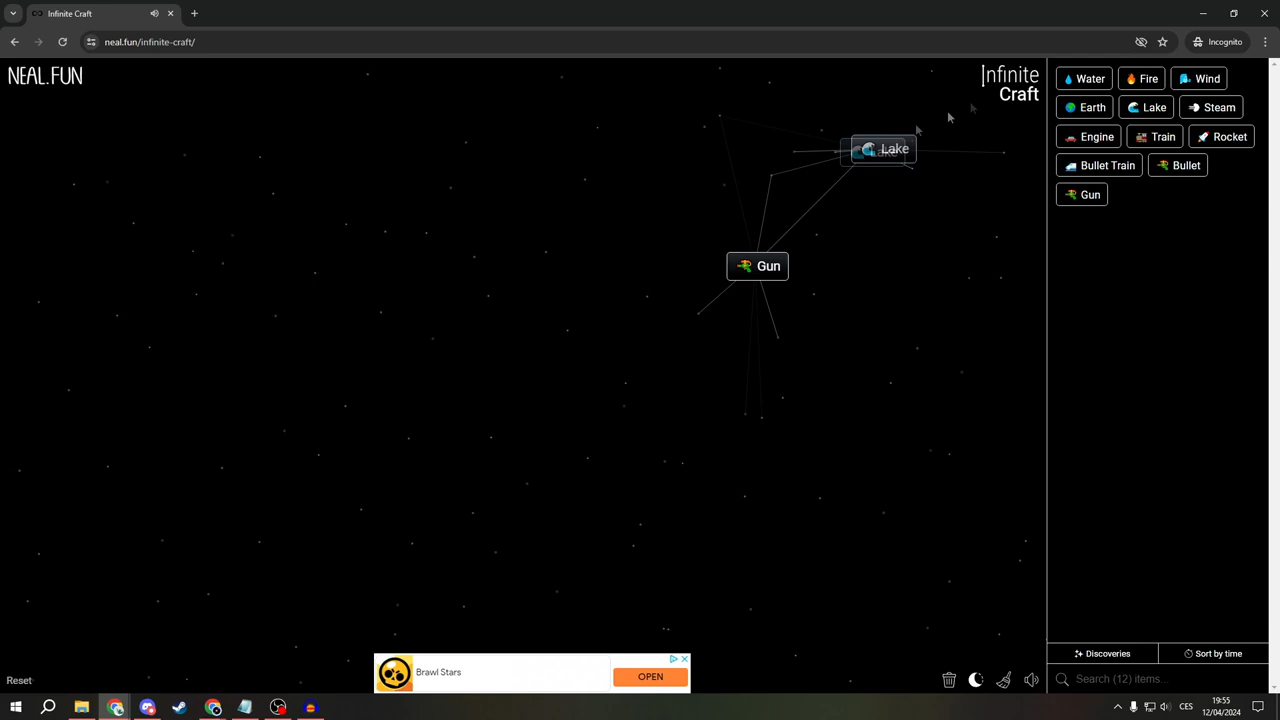 Infinite Craft
neal.fun/infinite-craft/
Incognito
NEAL.FUN
Infinite
Craft
Water
Fire
Wind
Earth
Lake
Steam
Engine
Train
Rocket
Bullet Train
Bullet
Gun
Lake
Lake
Gun
Brawl Stars
OPEN
Reset
Discoveries
Sort by time
Search (12) items...
CES
19:55
12/04/2024